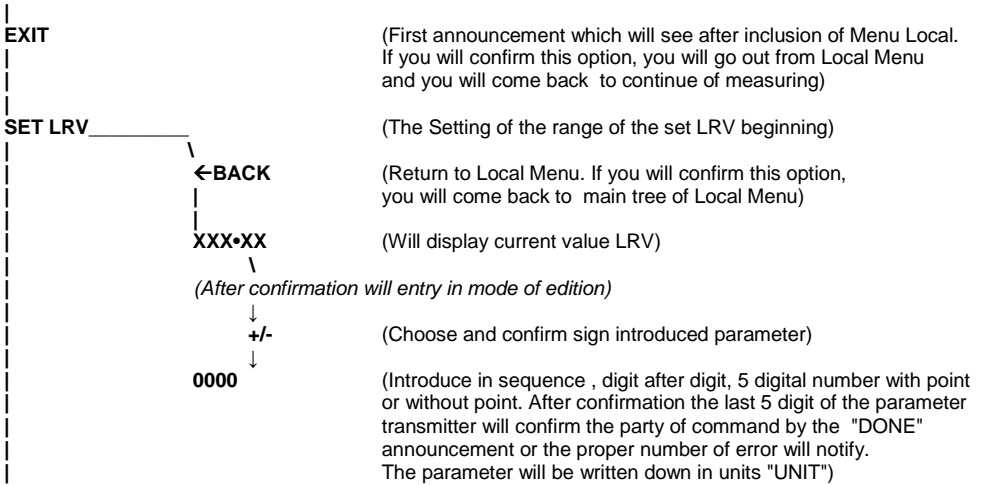 EXIT (First announcement which will see after inclusion of Menu Local.
If you will confirm this option, you will go out from Local Menu
and you will come back to continue of measuring)
SET LRV_________ (The Setting of the range of the set LRV beginning)
←BACK (Return to Local Menu. If you will confirm this option,
you will come back to main tree of Local Menu)
XXX•XX (Will display current value LRV)
(After confirmation will entry in mode of edition)
↓
+/- (Choose and confirm sign introduced parameter)
↓
0000 (Introduce in sequence , digit after digit, 5 digital number with point
or without point. After confirmation the last 5 digit of the parameter
transmitter will confirm the party of command by the "DONE"
announcement or the proper number of error will notify.
The parameter will be written down in units "UNIT")